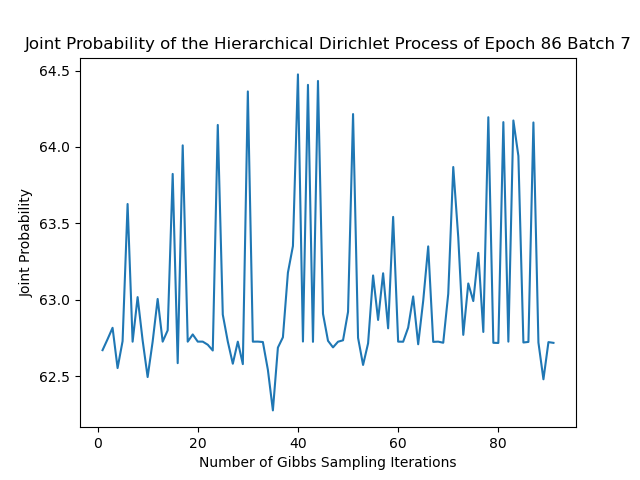 Joint Probability of the Hierarchical Dirichlet Process of Epoch 86 Batch 7
64.5
64.0
63.5
63.0
62.5
Joint Probability
0 20 40 60 80
Number of Gibbs Sampling Iterations